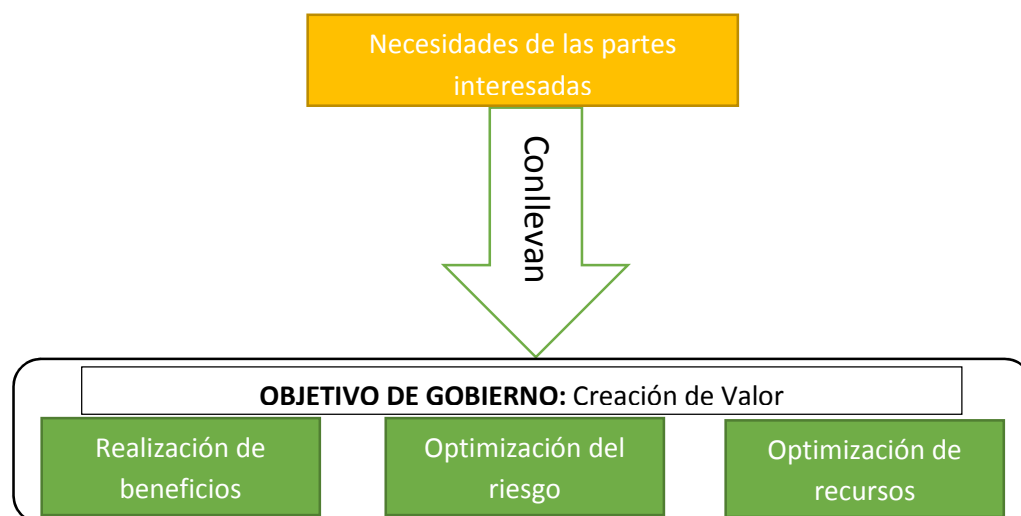 Necesidades de las partes
interesadas
Conllevan
OBJETIVO DE GOBIERNO: Creación de Valor
Realización de
beneficios
Optimización del
riesgo
Optimización de
recursos